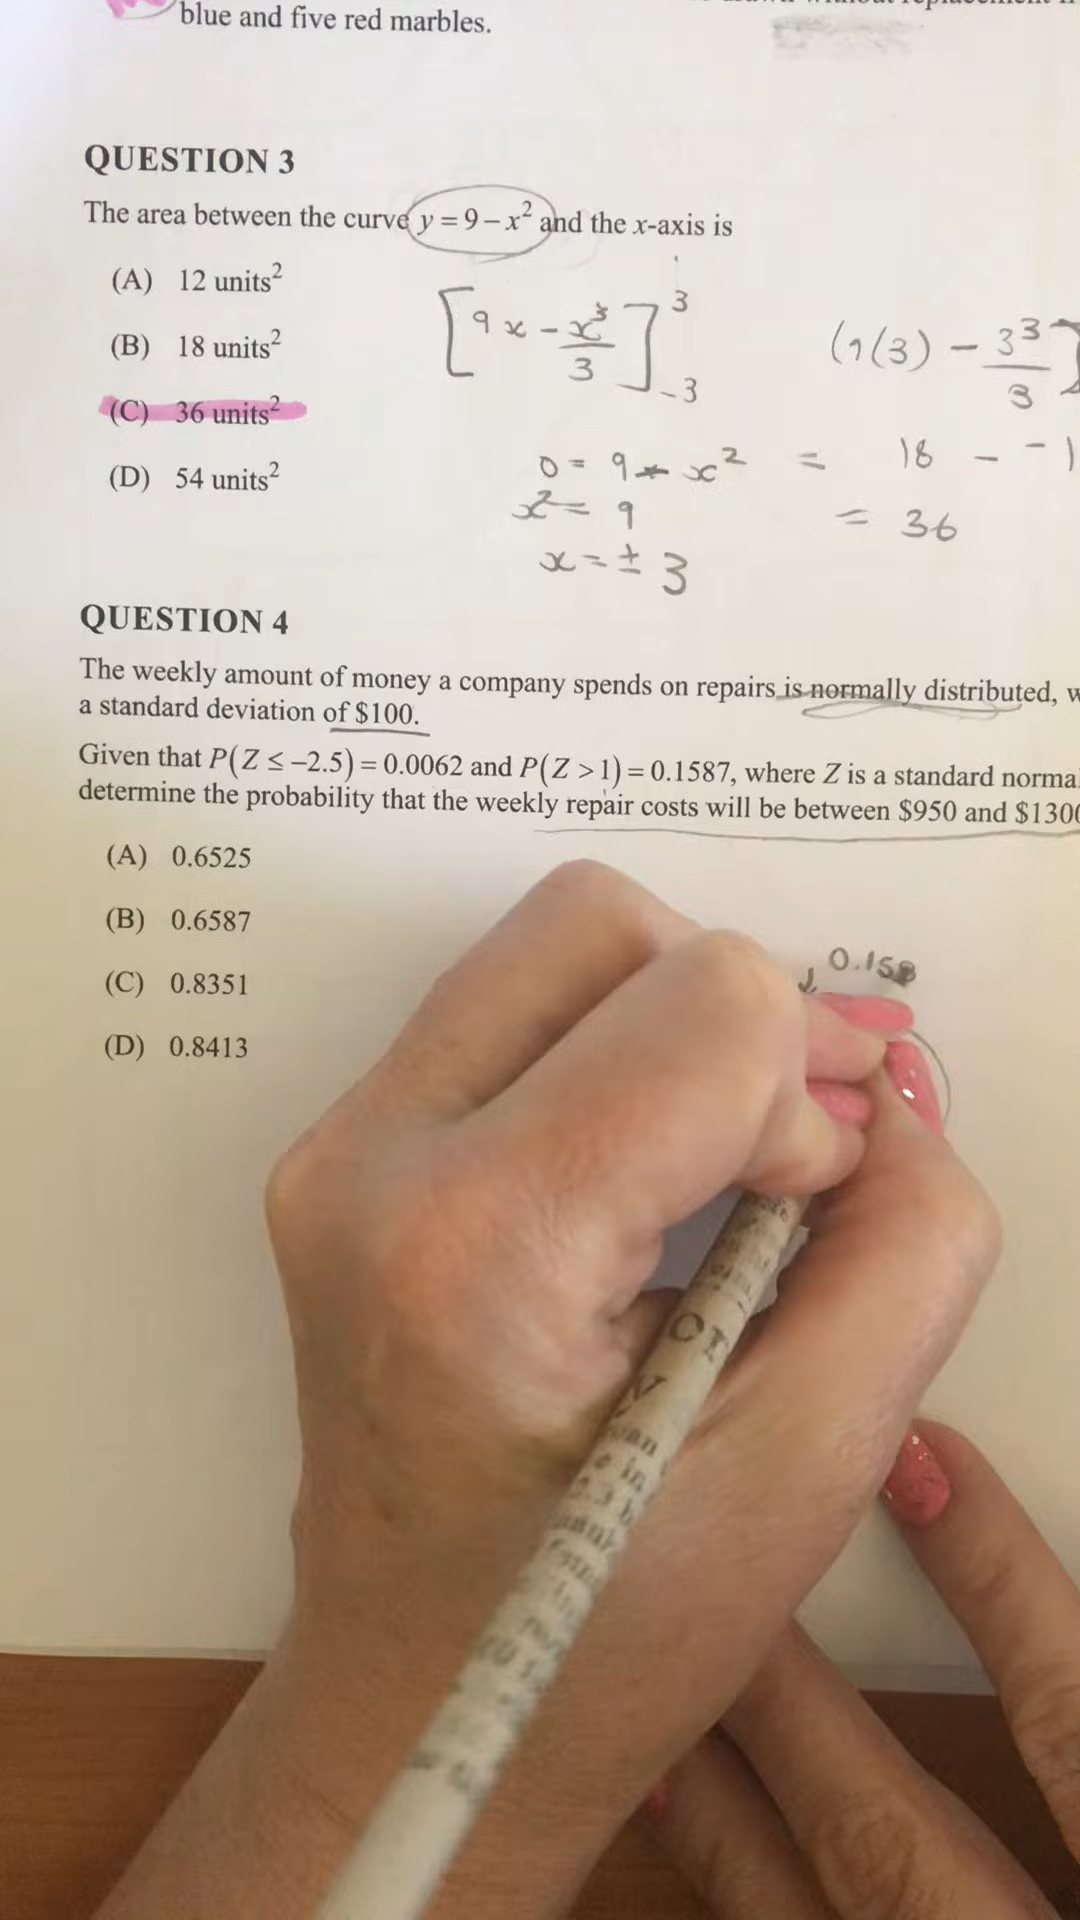 blue and five red marbles.
QUESTION 3
The area between the curve y = 9 – x² and the x-axis is
(A) 12 units²
(B) 18 units²
(C) 36 units²
(D) 54 units²
[9x – x³/3]³₋₃
(9(3) – 3³/3)
0 = 9 – x²
x² = 9
x = ± 3
= 18 – –1
= 36
QUESTION 4
The weekly amount of money a company spends on repairs is normally distributed,
a standard deviation of $100.
Given that P(Z ≤ –2.5) = 0.0062 and P(Z > 1) = 0.1587, where Z is a standard
determine the probability that the weekly repair costs will be between $950 and
(A) 0.6525
(B) 0.6587
(C) 0.8351
(D) 0.8413